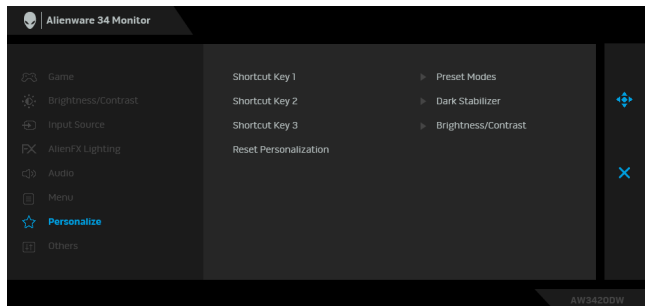 Alienware 34 Monitor
Game
Brightness/Contrast
Input Source
AlienFX Lighting
Audio
Menu
Personalize
Others
Shortcut Key 1 Preset Modes
Shortcut Key 2 Dark Stabilizer
Shortcut Key 3 Brightness/Contrast
Reset Personalization
AW3420DW